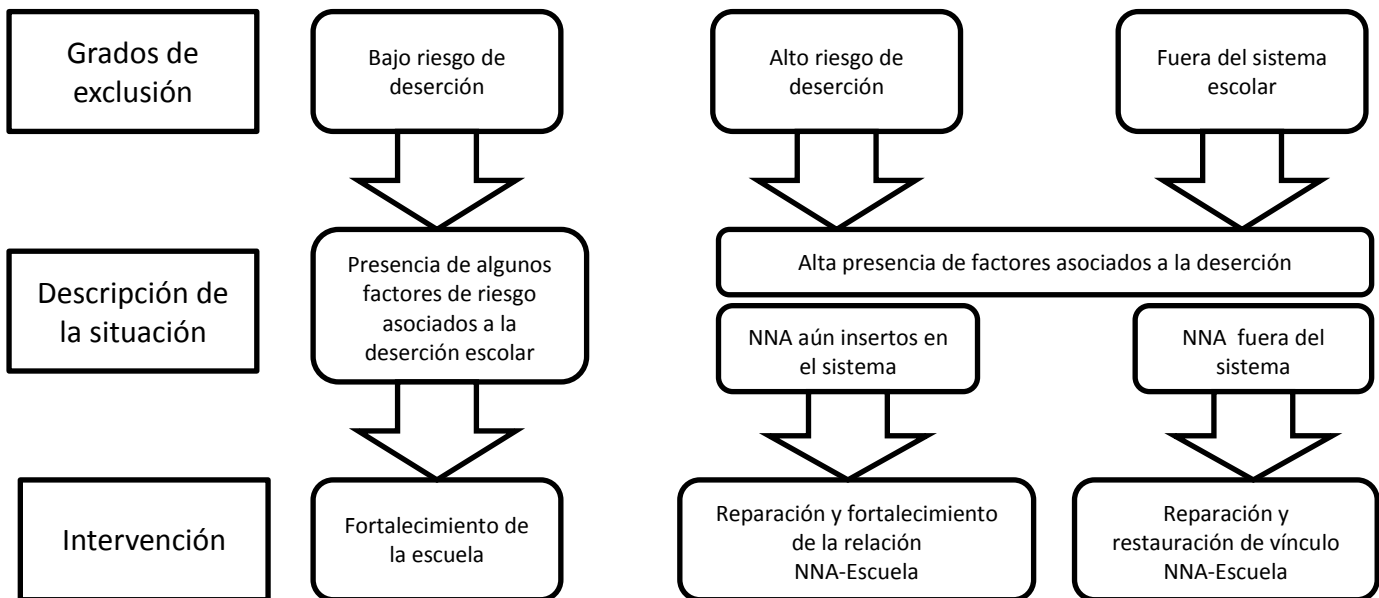 Grados de
exclusión
Bajo riesgo de
deserción
Alto riesgo de
deserción
Fuera del sistema
escolar
Descripción de
la situación
Presencia de algunos
factores de riesgo
asociados a la
deserción escolar
Alta presencia de factores asociados a la deserción
NNA aún insertos en
el sistema
NNA fuera del
sistema
Intervención
Fortalecimiento de
la escuela
Reparación y fortalecimiento
de la relación
NNA-Escuela
Reparación y
restauración de vínculo
NNA-Escuela